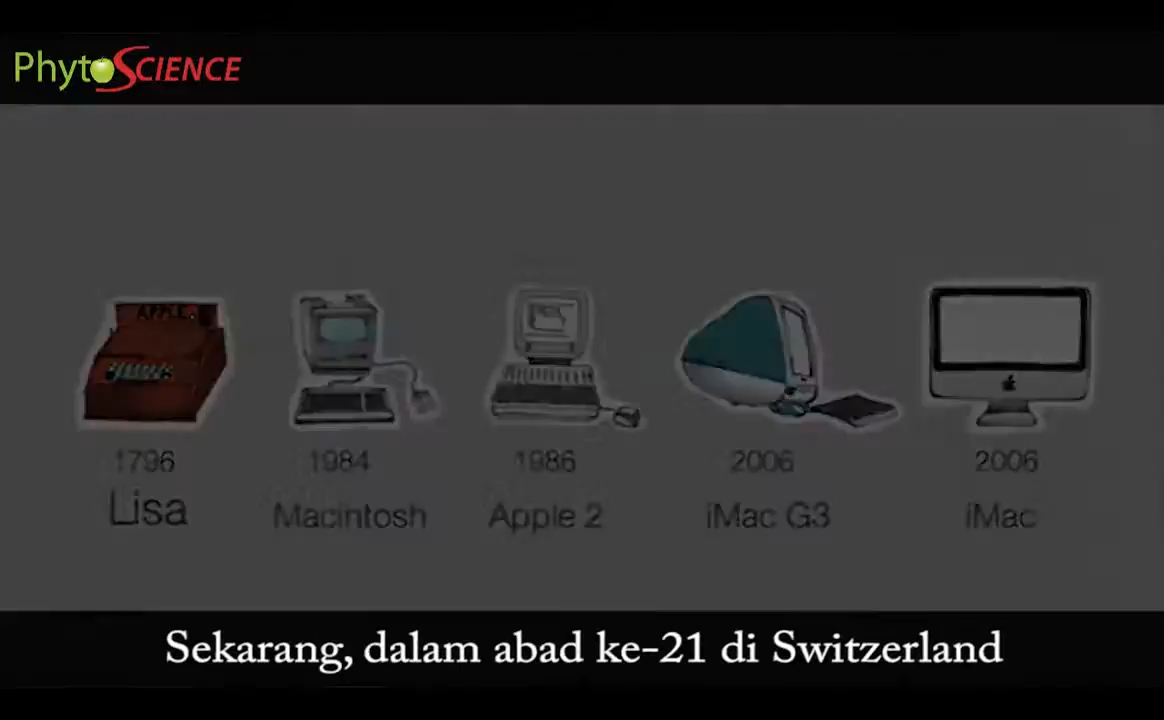 PhytoSCIENCE
APPLE
1796 1984 1986 2006 2006
Lisa Macintosh Apple 2 iMac G3 iMac
Sekarang, dalam abad ke-21 di Switzerland